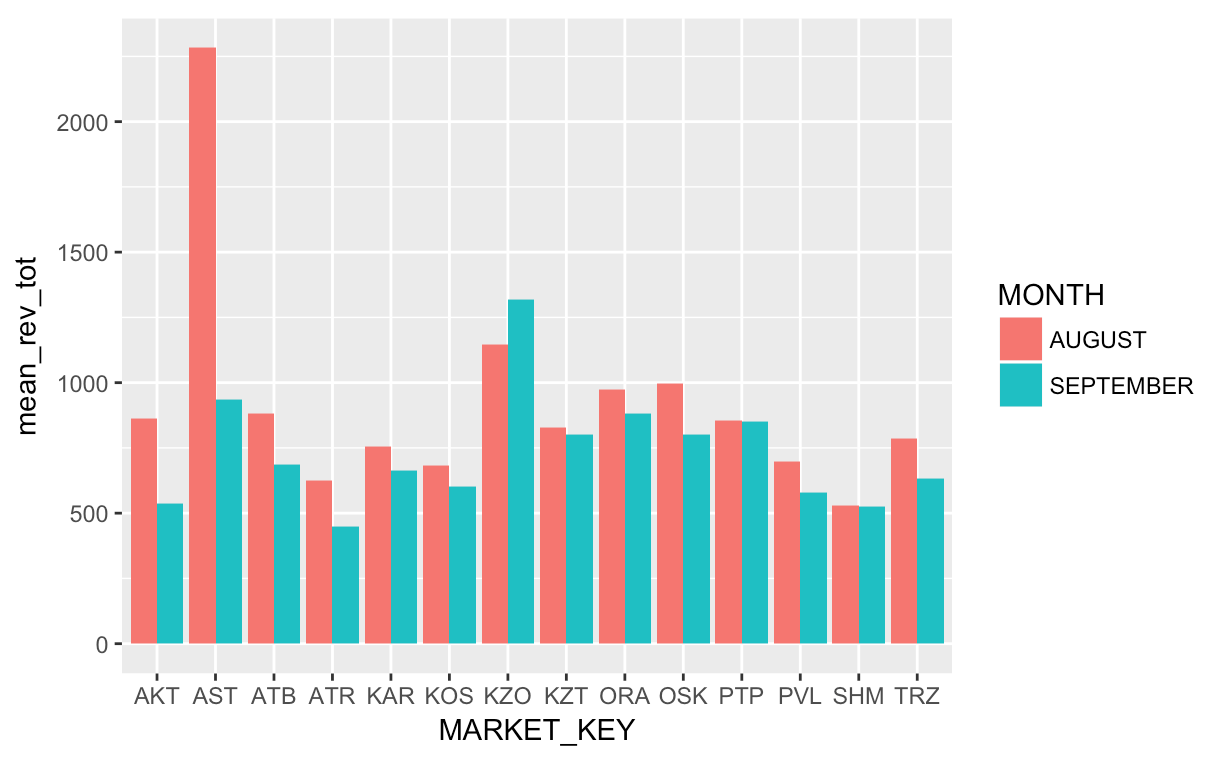 mean_rev_tot
2000
1500
1000
500
0
AKT AST ATB ATR KAR KOS KZO KZT ORA OSK PTP PVL SHM TRZ
MARKET_KEY
MONTH
AUGUST
SEPTEMBER